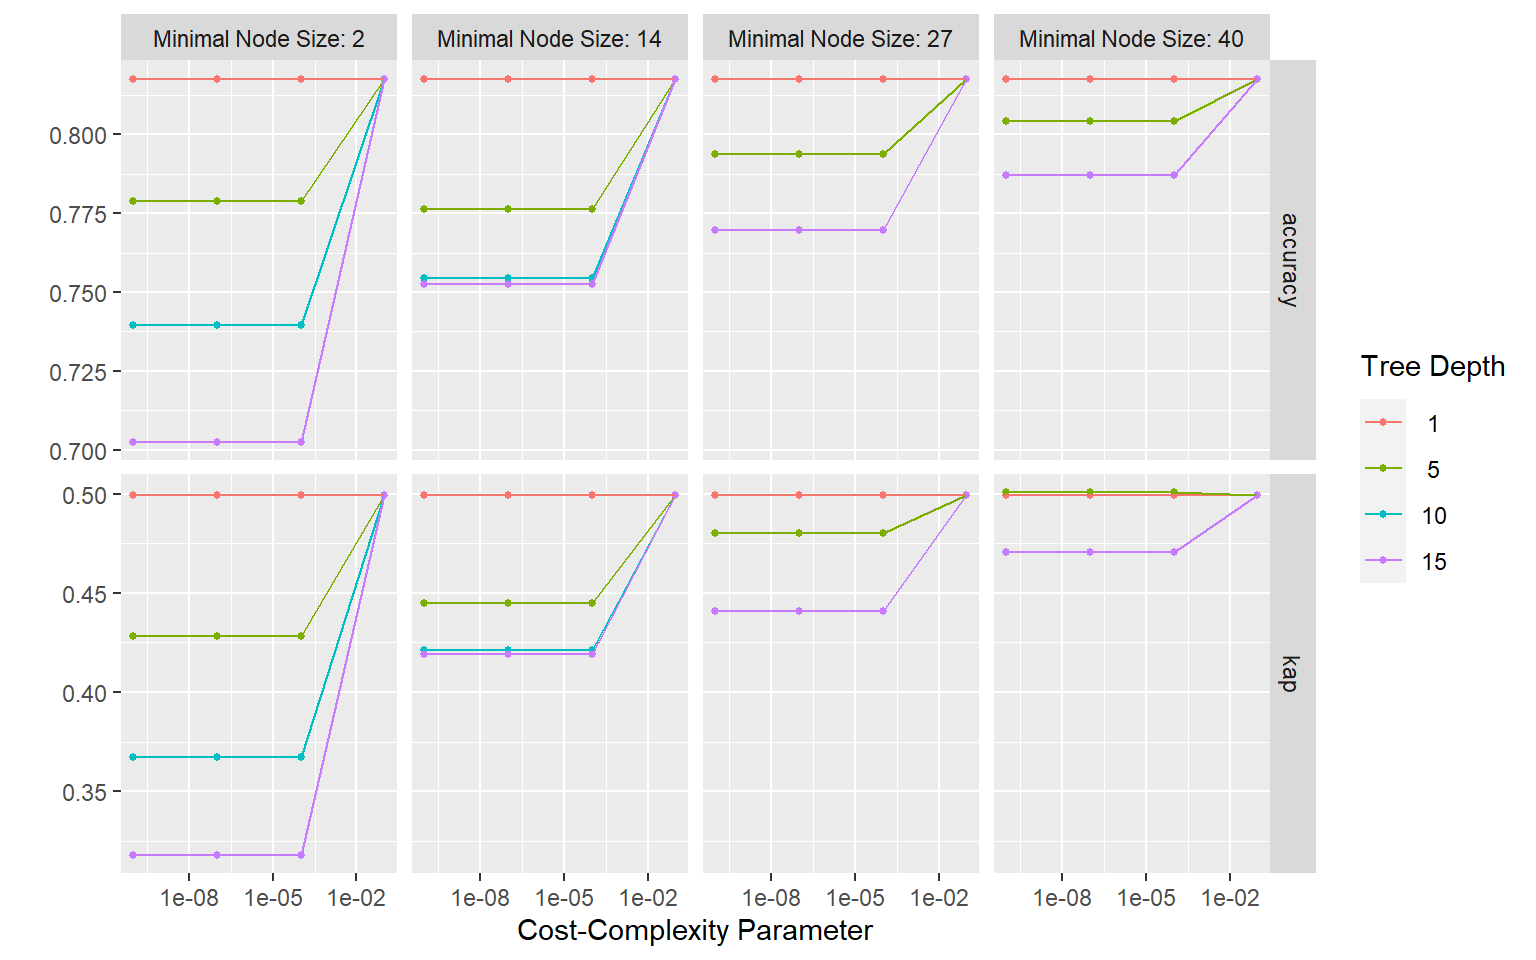 Minimal Node Size: 2
Minimal Node Size: 14
Minimal Node Size: 27
Minimal Node Size: 40
0.800
0.775
0.750
0.725
0.700
accuracy
0.50
0.45
0.40
0.35
kap
1e-08
1e-05
1e-02
1e-08
1e-05
1e-02
1e-08
1e-05
1e-02
1e-08
1e-05
1e-02
Cost-Complexity Parameter
Tree Depth
1
5
10
15